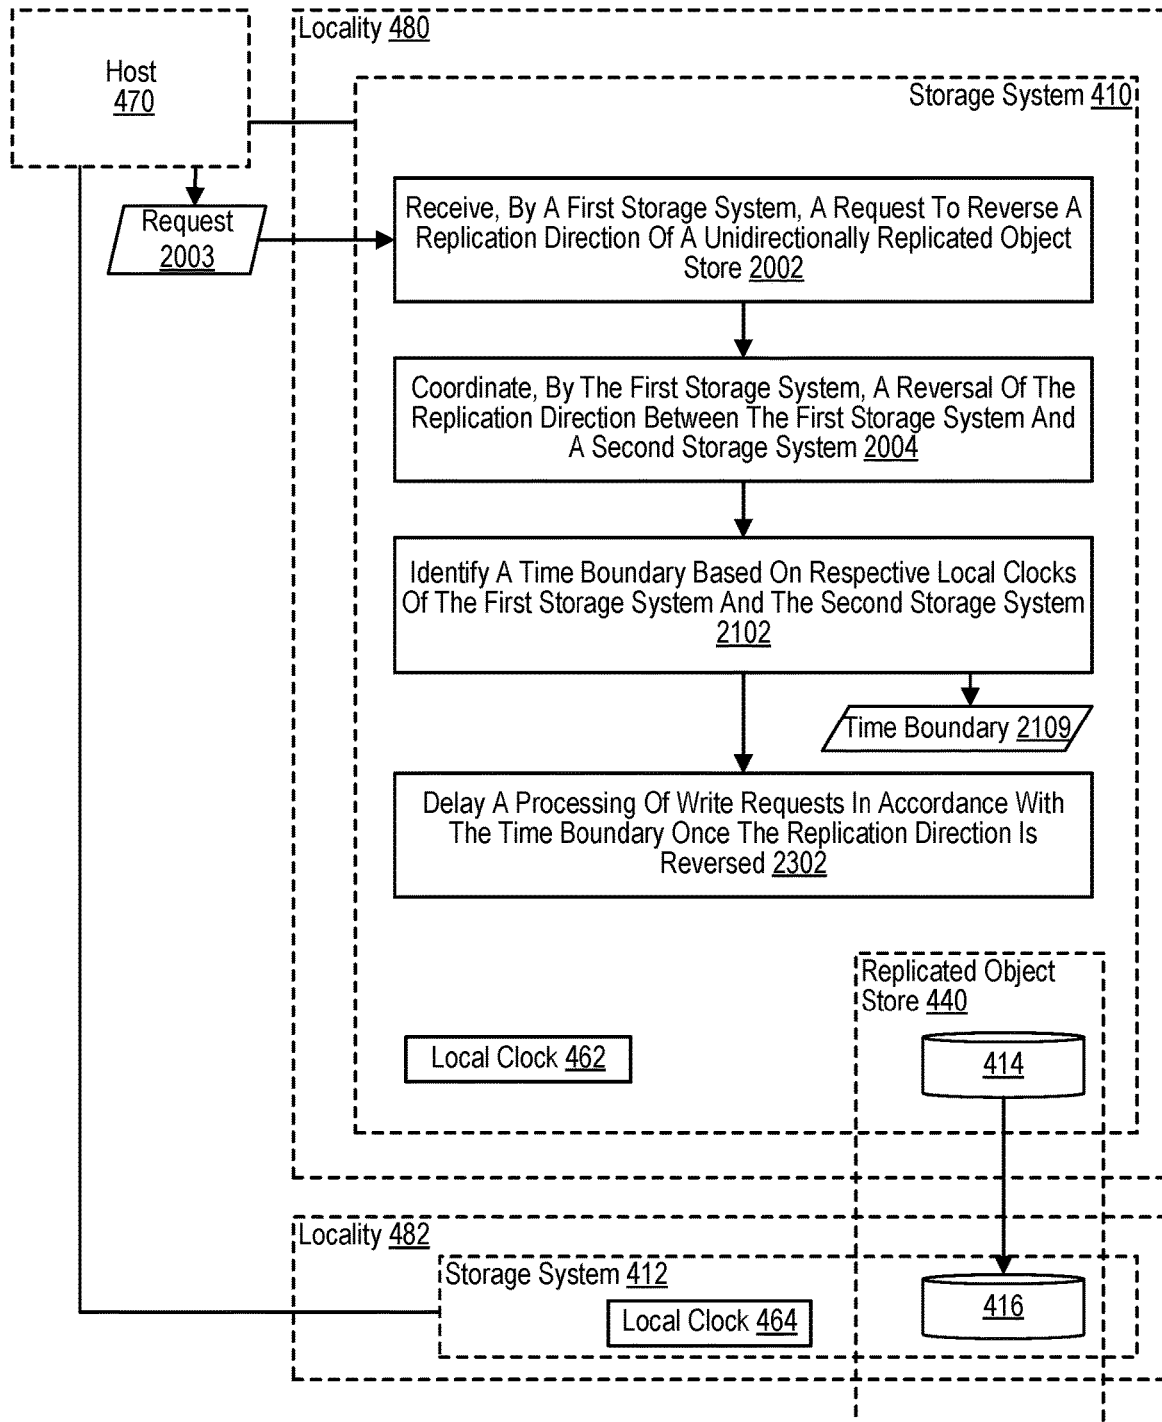 Locality 480
Host
470
Storage System 410
Request
2003
Receive, By A First Storage System, A Request To Reverse A
Replication Direction Of A Unidirectionally Replicated Object
Store 2002
Coordinate, By The First Storage System, A Reversal Of The
Replication Direction Between The First Storage System And
A Second Storage System 2004
Identify A Time Boundary Based On Respective Local Clocks
Of The First Storage System And The Second Storage System
2102
Time Boundary 2109
Delay A Processing Of Write Requests In Accordance With
The Time Boundary Once The Replication Direction Is
Reversed 2302
Replicated Object
Store 440
Local Clock 462
414
Locality 482
Storage System 412
Local Clock 464
416